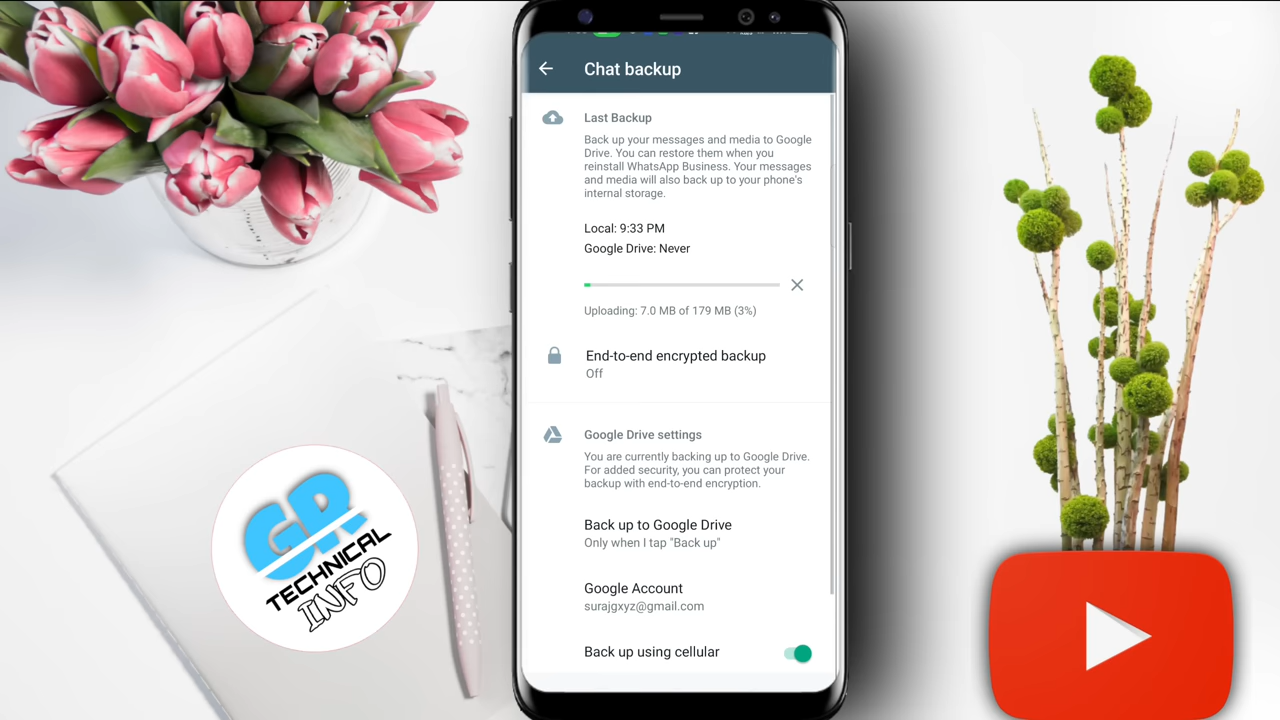 Chat backup
Last Backup
Back up your messages and media to Google
Drive. You can restore them when you
reinstall WhatsApp Business. Your messages
and media will also back up to your phone's
internal storage.
Local: 9:33 PM
Google Drive: Never
Uploading: 7.0 MB of 179 MB (3%)
End-to-end encrypted backup
Off
Google Drive settings
You are currently backing up to Google Drive.
For added security, you can protect your
backup with end-to-end encryption.
Back up to Google Drive
Only when I tap "Back up"
Google Account
surajgxyz@gmail.com
Back up using cellular
GR
TECHNICAL
INFO